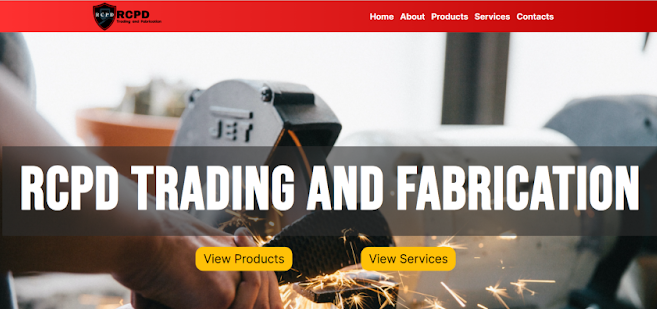 RCPD
RCPD
Trading and Fabrication
Home About Products Services Contacts
JET
RCPD TRADING AND FABRICATION
View Products View Services